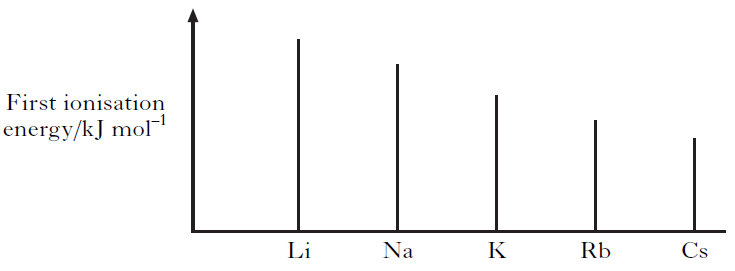 First ionisation
energy/kJ mol⁻¹
Li Na K Rb Cs